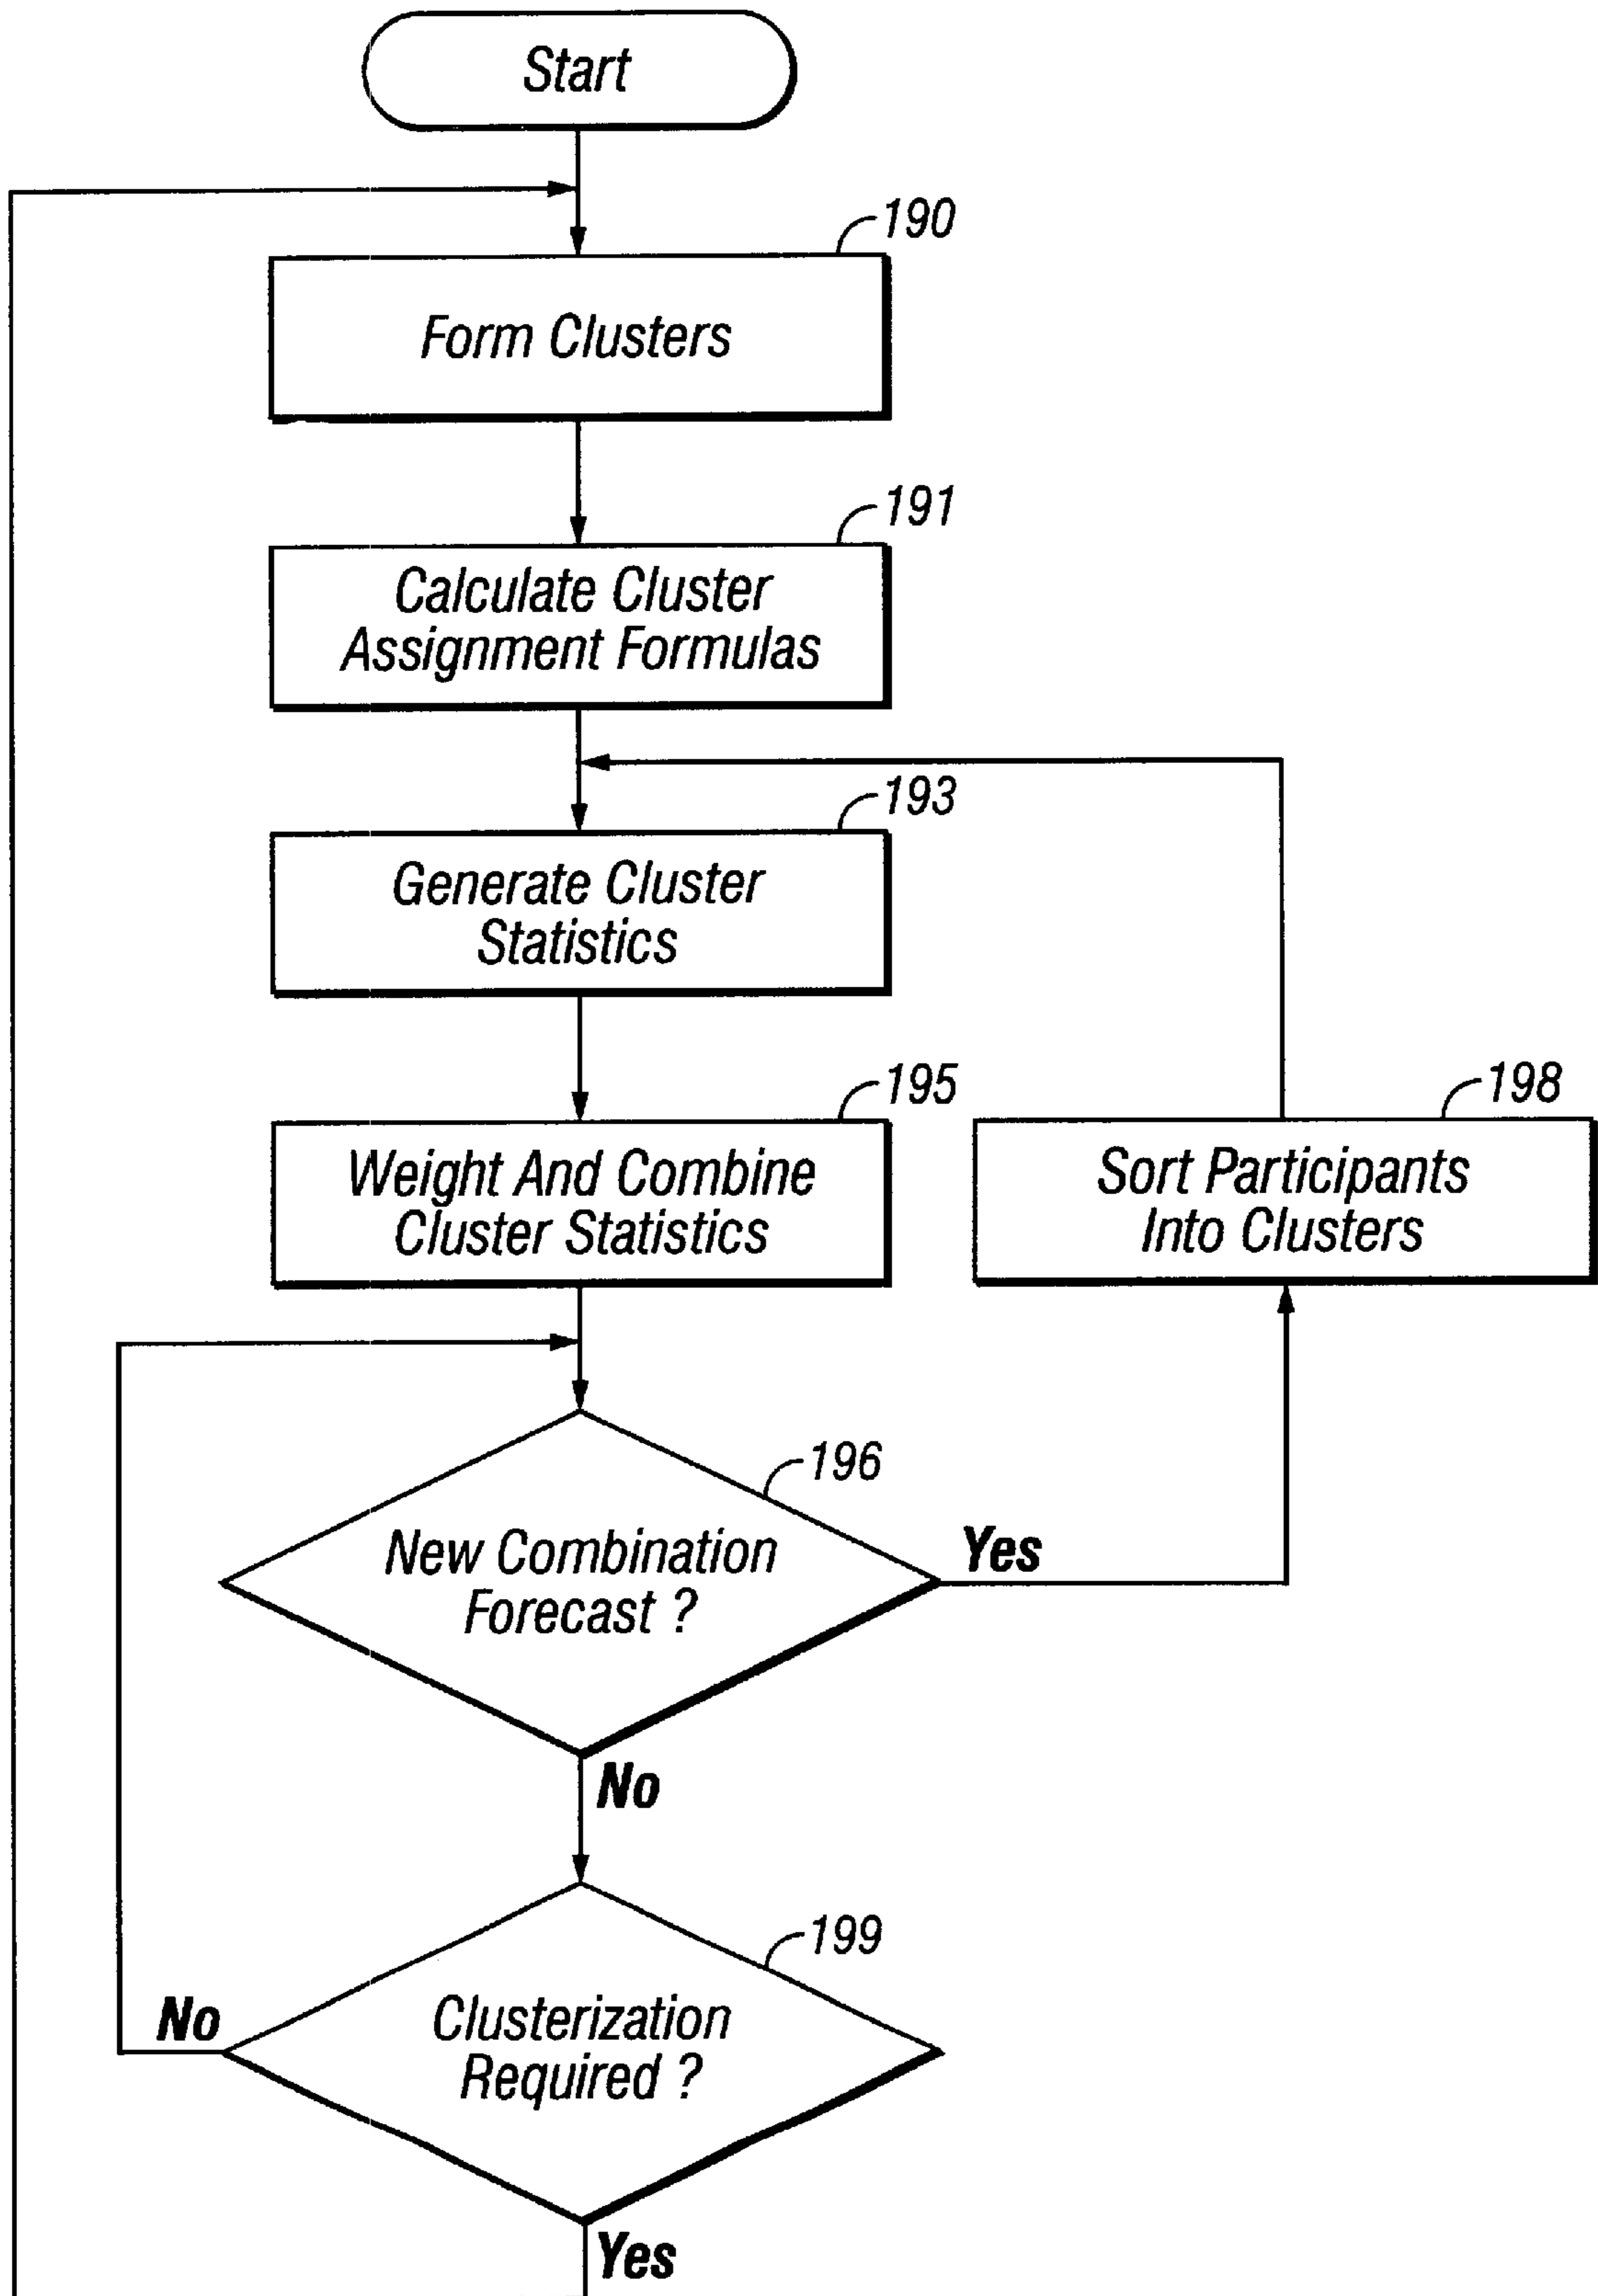 Start
190
Form Clusters
191
Calculate Cluster
Assignment Formulas
193
Generate Cluster
Statistics
195
Weight And Combine
Cluster Statistics
198
Sort Participants
Into Clusters
196
New Combination
Forecast ?
Yes
No
199
Clusterization
Required ?
No
Yes